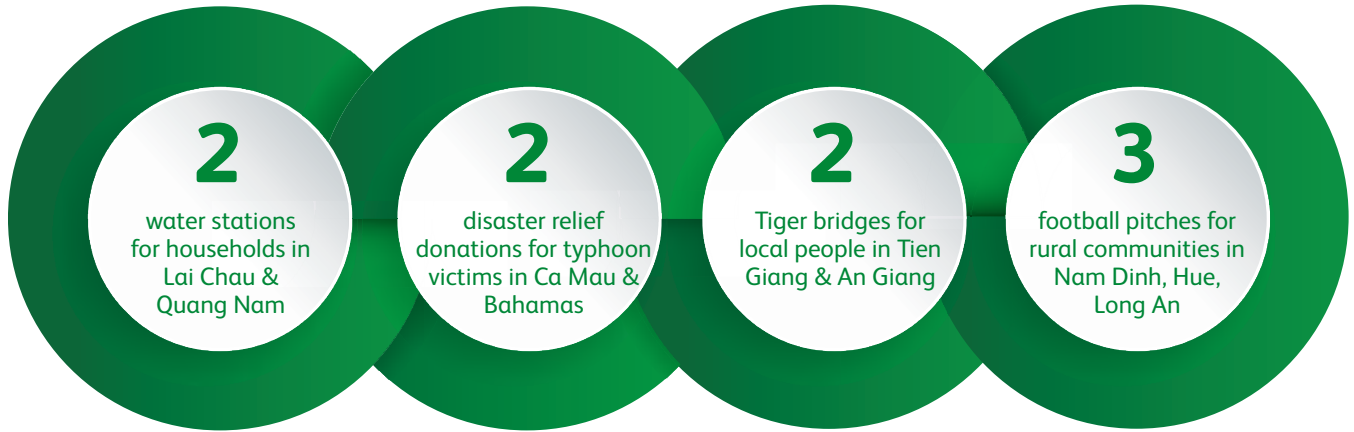 2
water stations
for households in
Lai Chau &
Quang Nam
2
disaster relief
donations for typhoon
victims in Ca Mau &
Bahamas
2
Tiger bridges for
local people in Tien
Giang & An Giang
3
football pitches for
rural communities in
Nam Dinh, Hue,
Long An